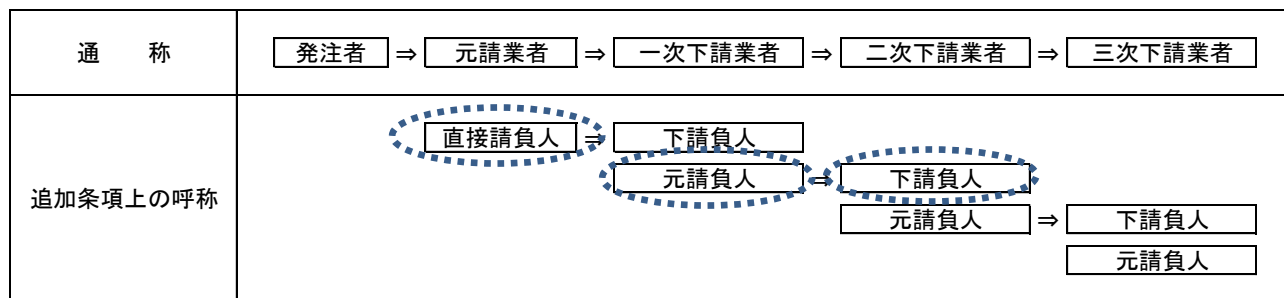 通　　称 発注者 ⇒ 元請業者 ⇒ 一次下請業者 ⇒ 二次下請業者 ⇒ 三次下請業者
追加条項上の呼称
直接請負人 ⇒ 下請負人
元請負人 ⇒ 下請負人
元請負人 ⇒ 下請負人
元請負人